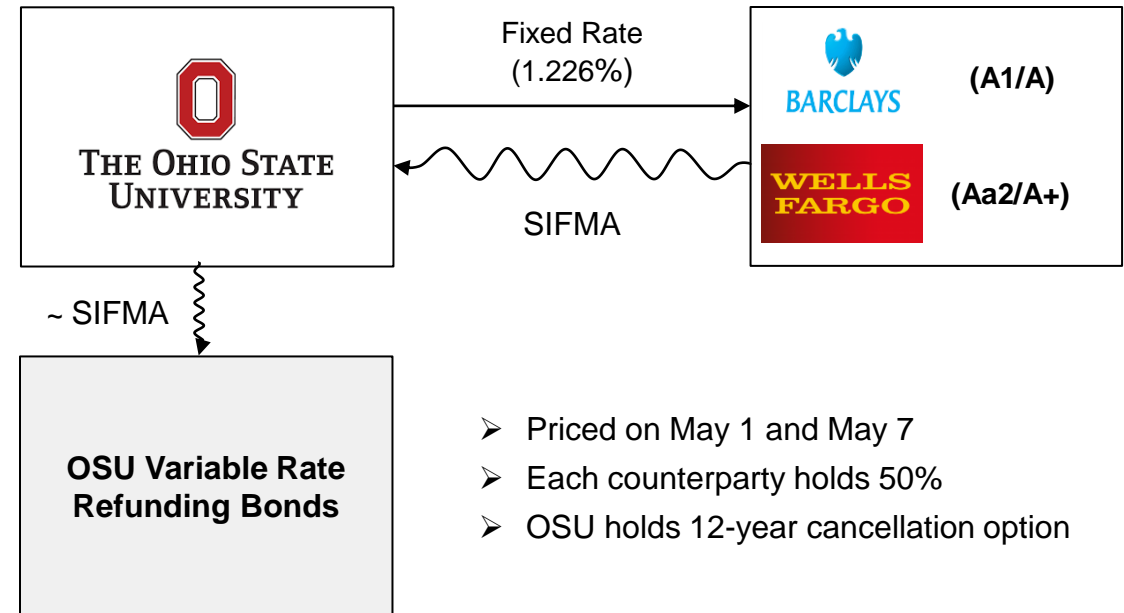 Fixed Rate
(1.226%)
THE OHIO STATE
UNIVERSITY
BARCLAYS
(A1/A)
WELLS
FARGO
(Aa2/A+)
SIFMA
~ SIFMA
OSU Variable Rate
Refunding Bonds
➢ Priced on May 1 and May 7
➢ Each counterparty holds 50%
➢ OSU holds 12-year cancellation option